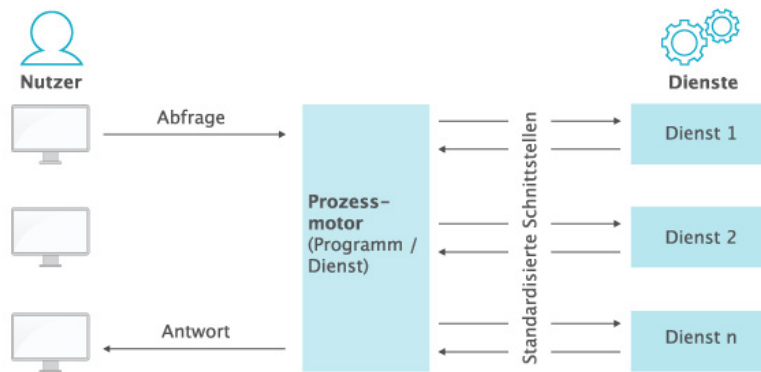 Nutzer
Dienste
Abfrage
Prozess-
motor
(Programm /
Dienst)
Standardisierte Schnittstellen
Dienst 1
Dienst 2
Antwort
Dienst n